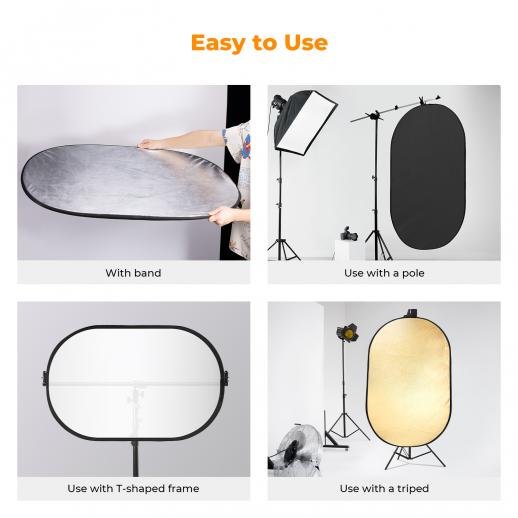 Easy to Use
With band
Use with a pole
Use with T-shaped frame
Use with a triped